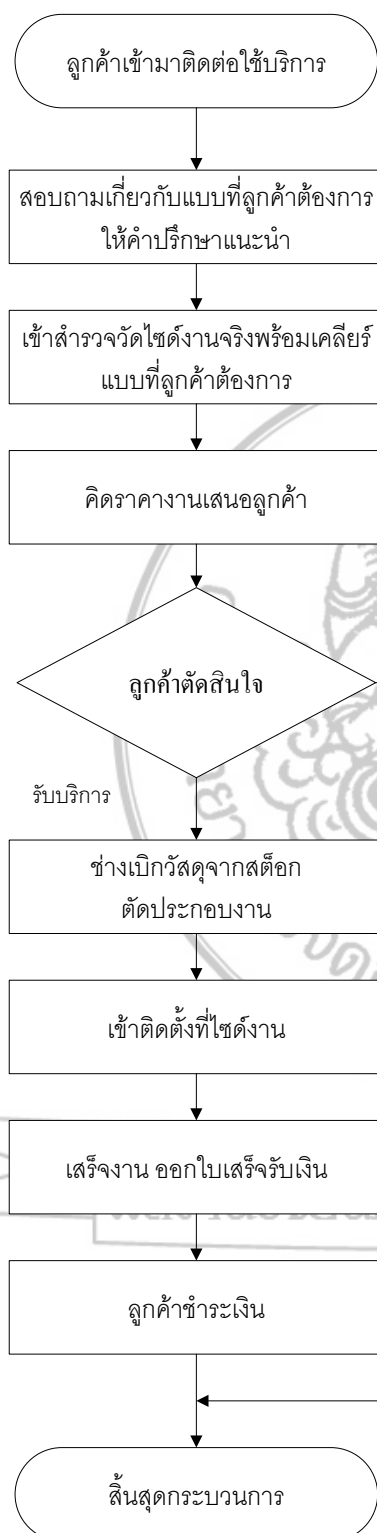 ลูกค้าเข้ามาติดต่อใช้บริการ
สอบถามเกี่ยวกับแบบที่ลูกค้าต้องการ
ให้คำปรึกษาแนะนำ
เข้าสำรวจวัดไซด์งานจริงพร้อมเคลียร์
แบบที่ลูกค้าต้องการ
คิดราคางานเสนอลูกค้า
ลูกค้าตัดสินใจ
รับบริการ
ช่างเบิกวัสดุจากสต็อก
ตัดประกอบงาน
เข้าติดตั้งที่ไซด์งาน
เสร็จงาน ออกใบเสร็จรับเงิน
ลูกค้าชำระเงิน
สิ้นสุดกระบวนการ